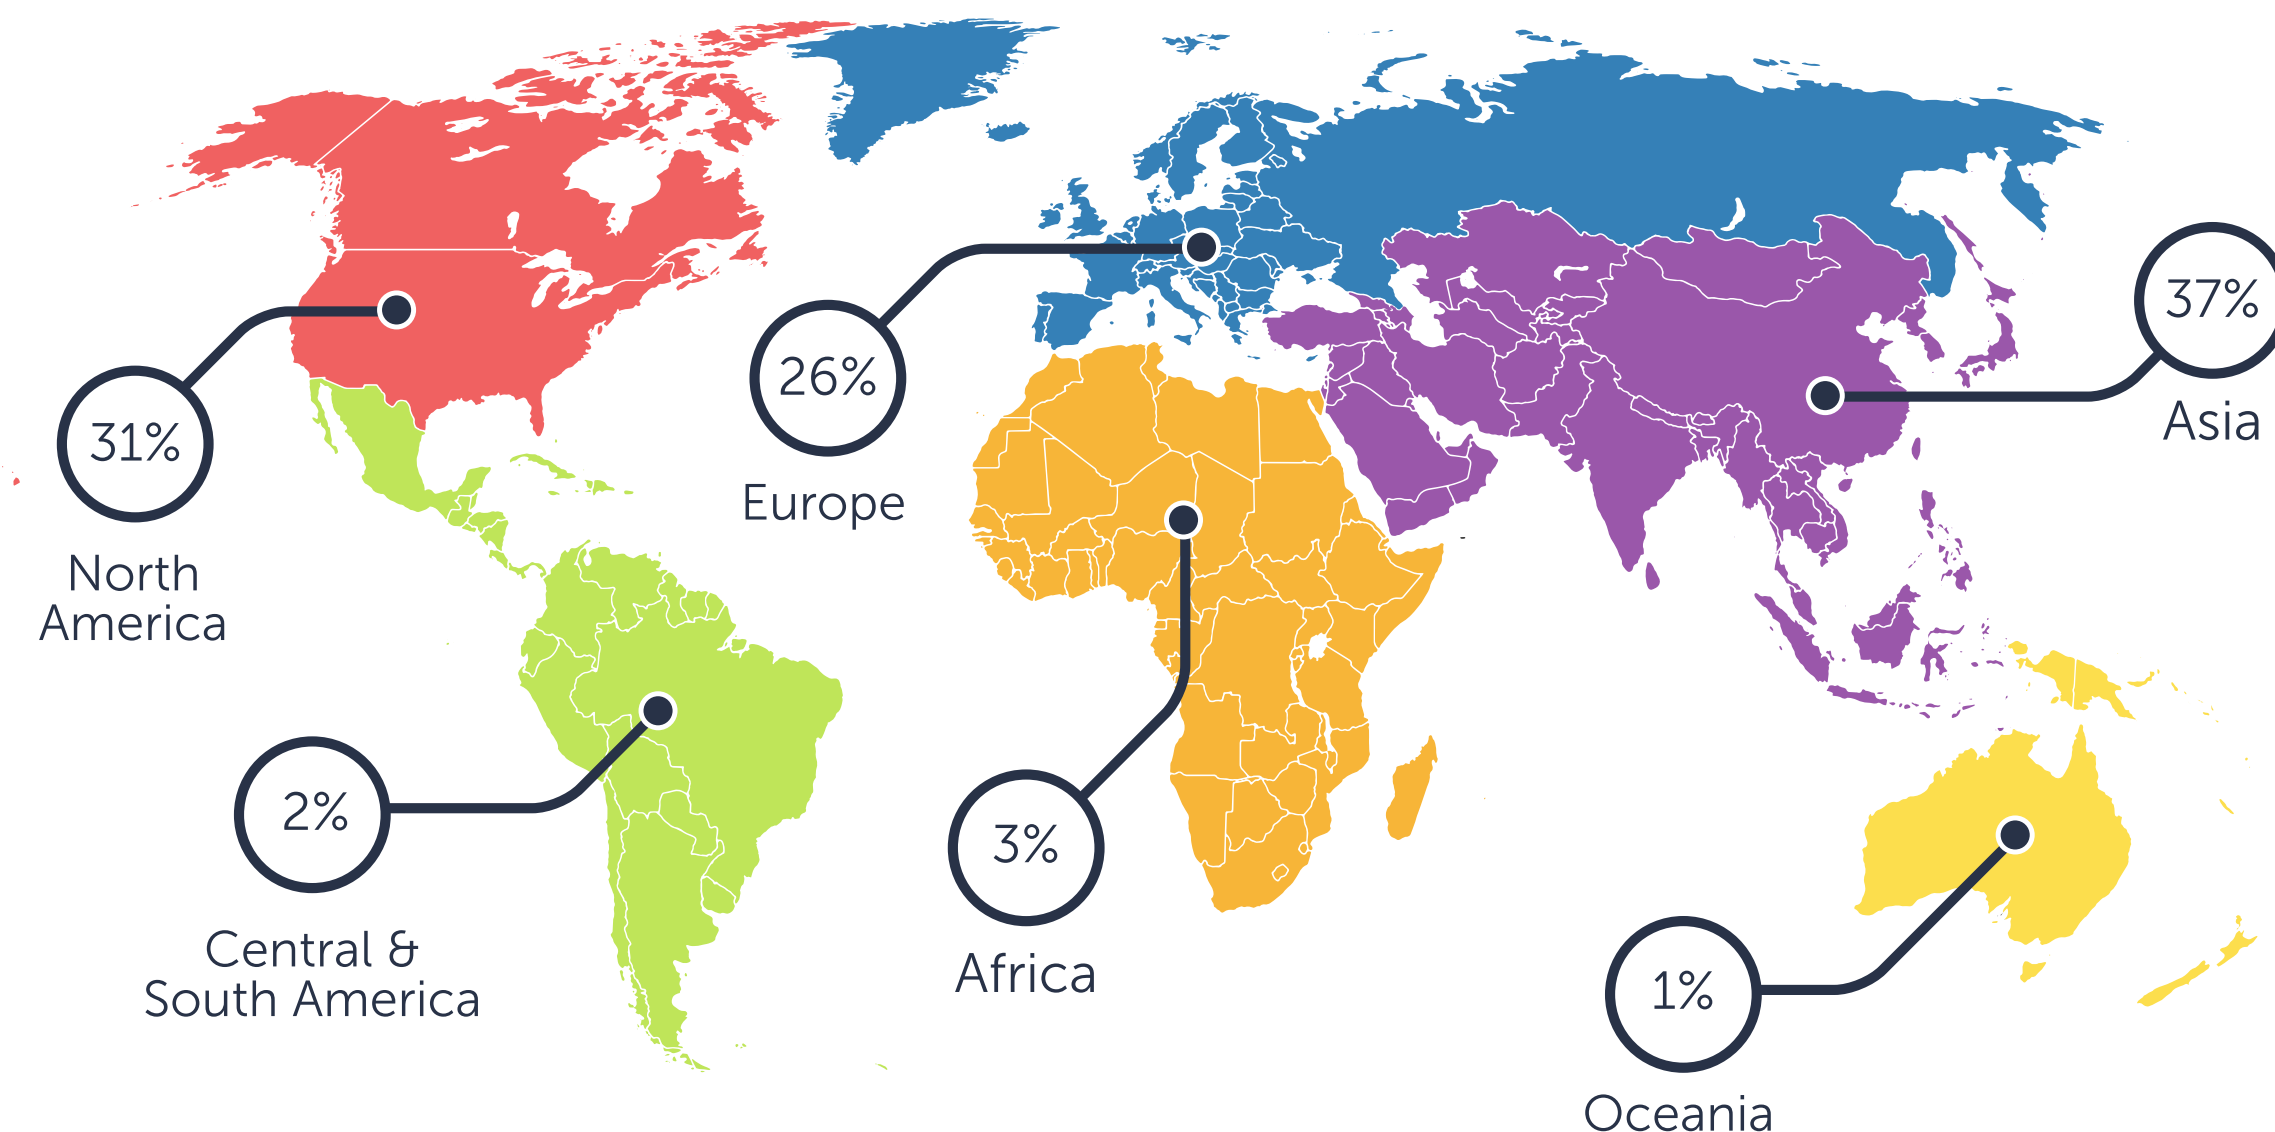 37%
Asia
26%
Europe
31%
North
America
2%
Central &
South America
3%
Africa
1%
Oceania